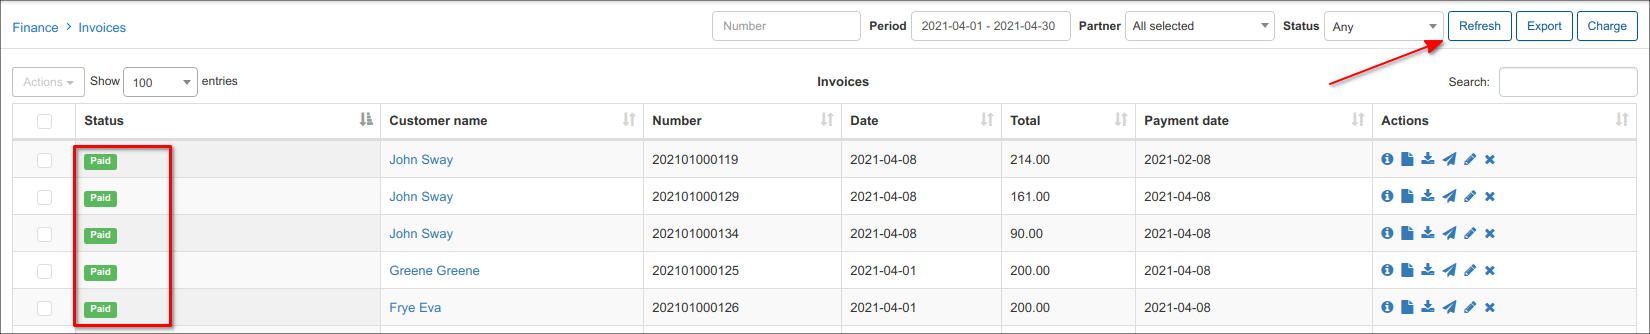 Finance > Invoices Number Period 2021-04-01 - 2021-04-30 Partner All selected Status Any Refresh Export Charge
Actions Show 100 entries Invoices Search:
Status Customer name Number Date Total Payment date Actions
Paid John Sway 202101000119 2021-04-08 214.00 2021-02-08
Paid John Sway 202101000129 2021-04-08 161.00 2021-04-08
Paid John Sway 202101000134 2021-04-08 90.00 2021-04-08
Paid Greene Greene 202101000125 2021-04-01 200.00 2021-04-08
Paid Frye Eva 202101000126 2021-04-01 200.00 2021-04-08